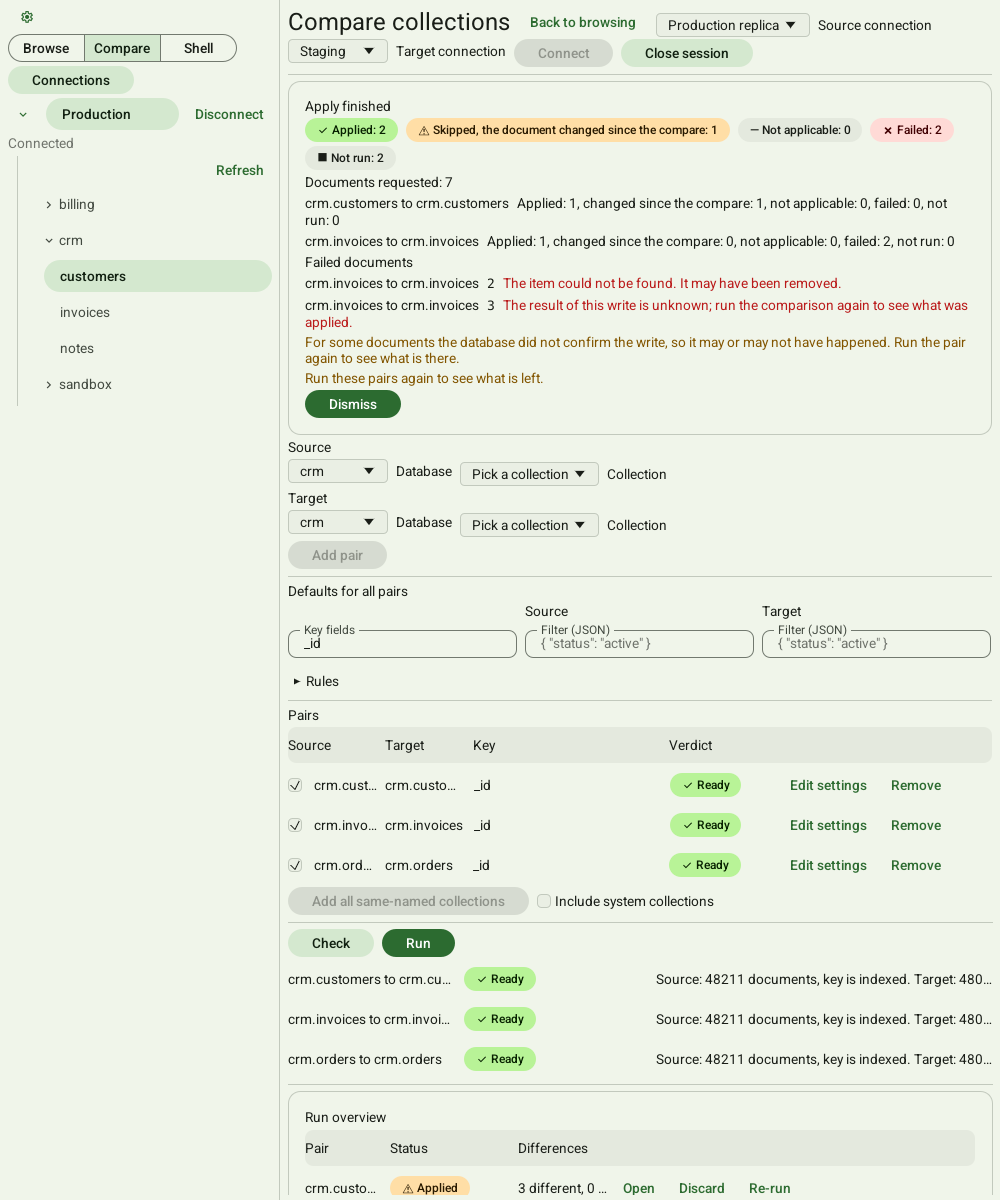 Browse Compare Shell
Connections
Production Disconnect
Connected
Refresh
billing
crm
customers
invoices
notes
sandbox
Compare collections Back to browsing Production replica Source connection
Staging Target connection Connect Close session
Apply finished
Applied: 2 Skipped, the document changed since the compare: 1 Not applicable: 0 Failed: 2
Not run: 2
Documents requested: 7
crm.customers to crm.customers Applied: 1, changed since the compare: 1, not applicable: 0, failed: 0, not
run: 0
crm.invoices to crm.invoices Applied: 1, changed since the compare: 0, not applicable: 0, failed: 2, not run: 0
Failed documents
crm.invoices to crm.invoices 2 The item could not be found. It may have been removed.
crm.invoices to crm.invoices 3 The result of this write is unknown; run the comparison again to see what was
applied.
For some documents the database did not confirm the write, so it may or may not have happened. Run the pair
again to see what is there.
Run these pairs again to see what is left.
Dismiss
Source
crm Database Pick a collection Collection
Target
crm Database Pick a collection Collection
Add pair
Defaults for all pairs
Source Target
Key fields Filter (JSON) Filter (JSON)
_id { "status": "active" } { "status": "active" }
Rules
Pairs
Source Target Key Verdict
crm.cust... crm.custo... _id Ready Edit settings Remove
crm.invo... crm.invoices _id Ready Edit settings Remove
crm.ord... crm.orders _id Ready Edit settings Remove
Add all same-named collections Include system collections
Check Run
crm.customers to crm.cu... Ready Source: 48211 documents, key is indexed. Target: 480...
crm.invoices to crm.invoi... Ready Source: 48211 documents, key is indexed. Target: 480...
crm.orders to crm.orders Ready Source: 48211 documents, key is indexed. Target: 480...
Run overview
Pair Status Differences
crm.custo... Applied 3 different, 0 ... Open Discard Re-run